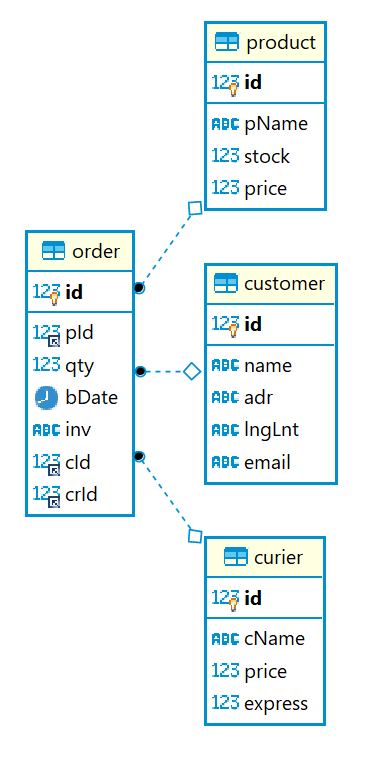 product
123 id
ABC pName
123 stock
123 price
order
123 id
123 pId
123 qty
bDate
ABC inv
123 cId
123 crId
customer
123 id
ABC name
ABC adr
ABC lngLnt
ABC email
curier
123 id
ABC cName
123 price
123 express